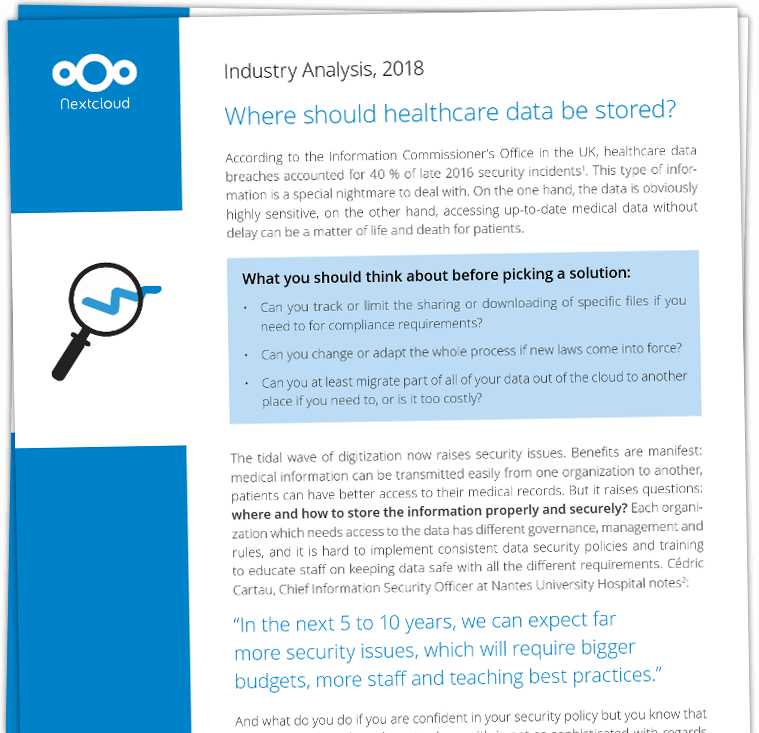 Nextcloud
Industry Analysis, 2018
Where should healthcare data be stored?
According to the Information Commissioner's Office in the UK, healthcare data
breaches accounted for 40 % of late 2016 security incidents¹. This type of infor-
mation is a special nightmare to deal with. On the one hand, the data is obviously
highly sensitive, on the other hand, accessing up-to-date medical data without
delay can be a matter of life and death for patients.
What you should think about before picking a solution:
• Can you track or limit the sharing or downloading of specific files if you
need to for compliance requirements?
• Can you change or adapt the whole process if new laws come into force?
• Can you at least migrate part of all of your data out of the cloud to another
place if you need to, or is it too costly?
The tidal wave of digitization now raises security issues. Benefits are manifest:
medical information can be transmitted easily from one organization to another,
patients can have better access to their medical records. But it raises questions:
where and how to store the information properly and securely? Each organi-
zation which needs access to the data has different governance, management and
rules, and it is hard to implement consistent data security policies and training
to educate staff on keeping data safe with all the different requirements. Cédric
Cartau, Chief Information Security Officer at Nantes University Hospital notes²:
“In the next 5 to 10 years, we can expect far
more security issues, which will require bigger
budgets, more staff and teaching best practices.”
And what do you do if you are confident in your security policy but you know that